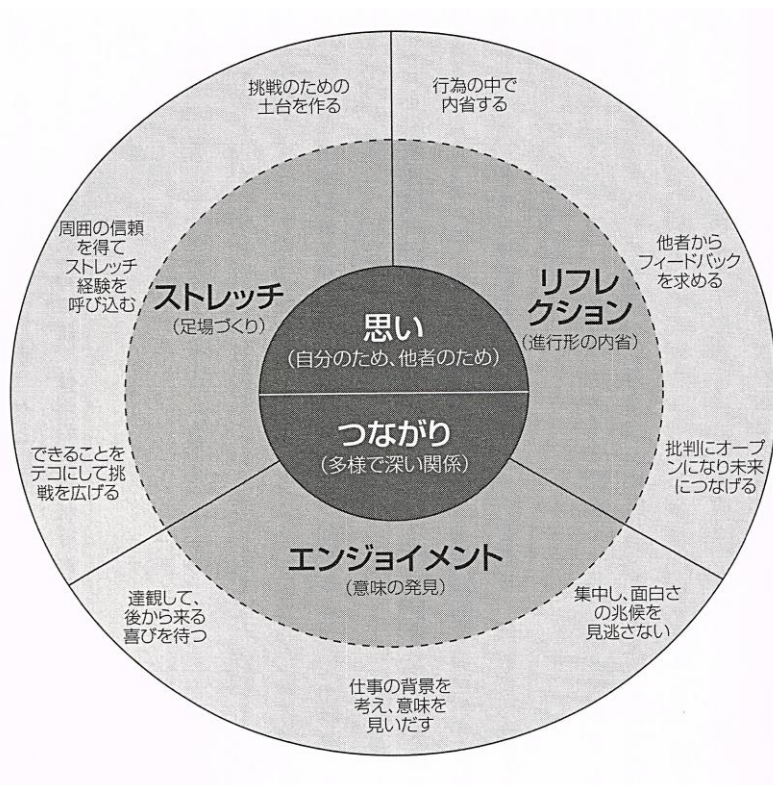 挑戦のための
土台を作る
行為の中で
内省する
周囲の信頼
を得て
ストレッチ
経験を
呼び込む
他者から
フィードバック
を求める
ストレッチ
(足場づくり)
リフレ
クション
(進行形の内省)
思い
(自分のため、他者のため)
つながり
(多様で深い関係)
できることを
テコにして挑
戦を広げる
批判にオープ
ンになり未来
につなげる
エンジョイメント
(意味の発見)
達観して、
後から来る
喜びを待つ
集中し、面白さ
の兆候を
見逃さない
仕事の背景を
考え、意味を
見いだす